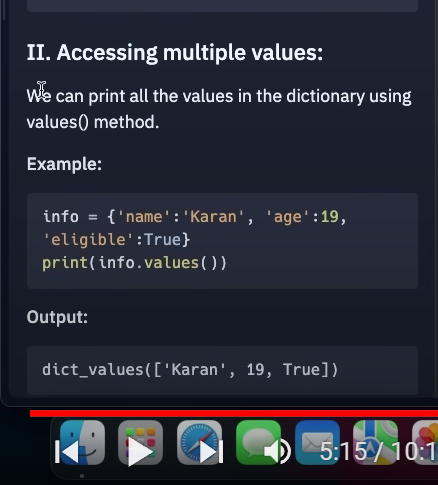 II. Accessing multiple values:
We can print all the values in the dictionary using
values() method.
Example:
info = {'name':'Karan', 'age':19,
'eligible':True}
print(info.values())
Output:
dict_values(['Karan', 19, True])
5:15 / 10:1